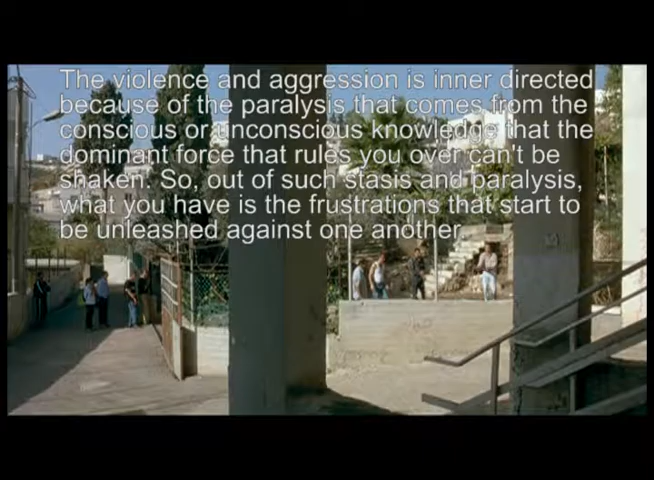 The violence and aggression is inner directed
because of the paralysis that comes from the
conscious or unconscious knowledge that the
dominant force that rules you over can't be
shaken. So, out of such stasis and paralysis,
what you have is the frustrations that start to
be unleashed against one another